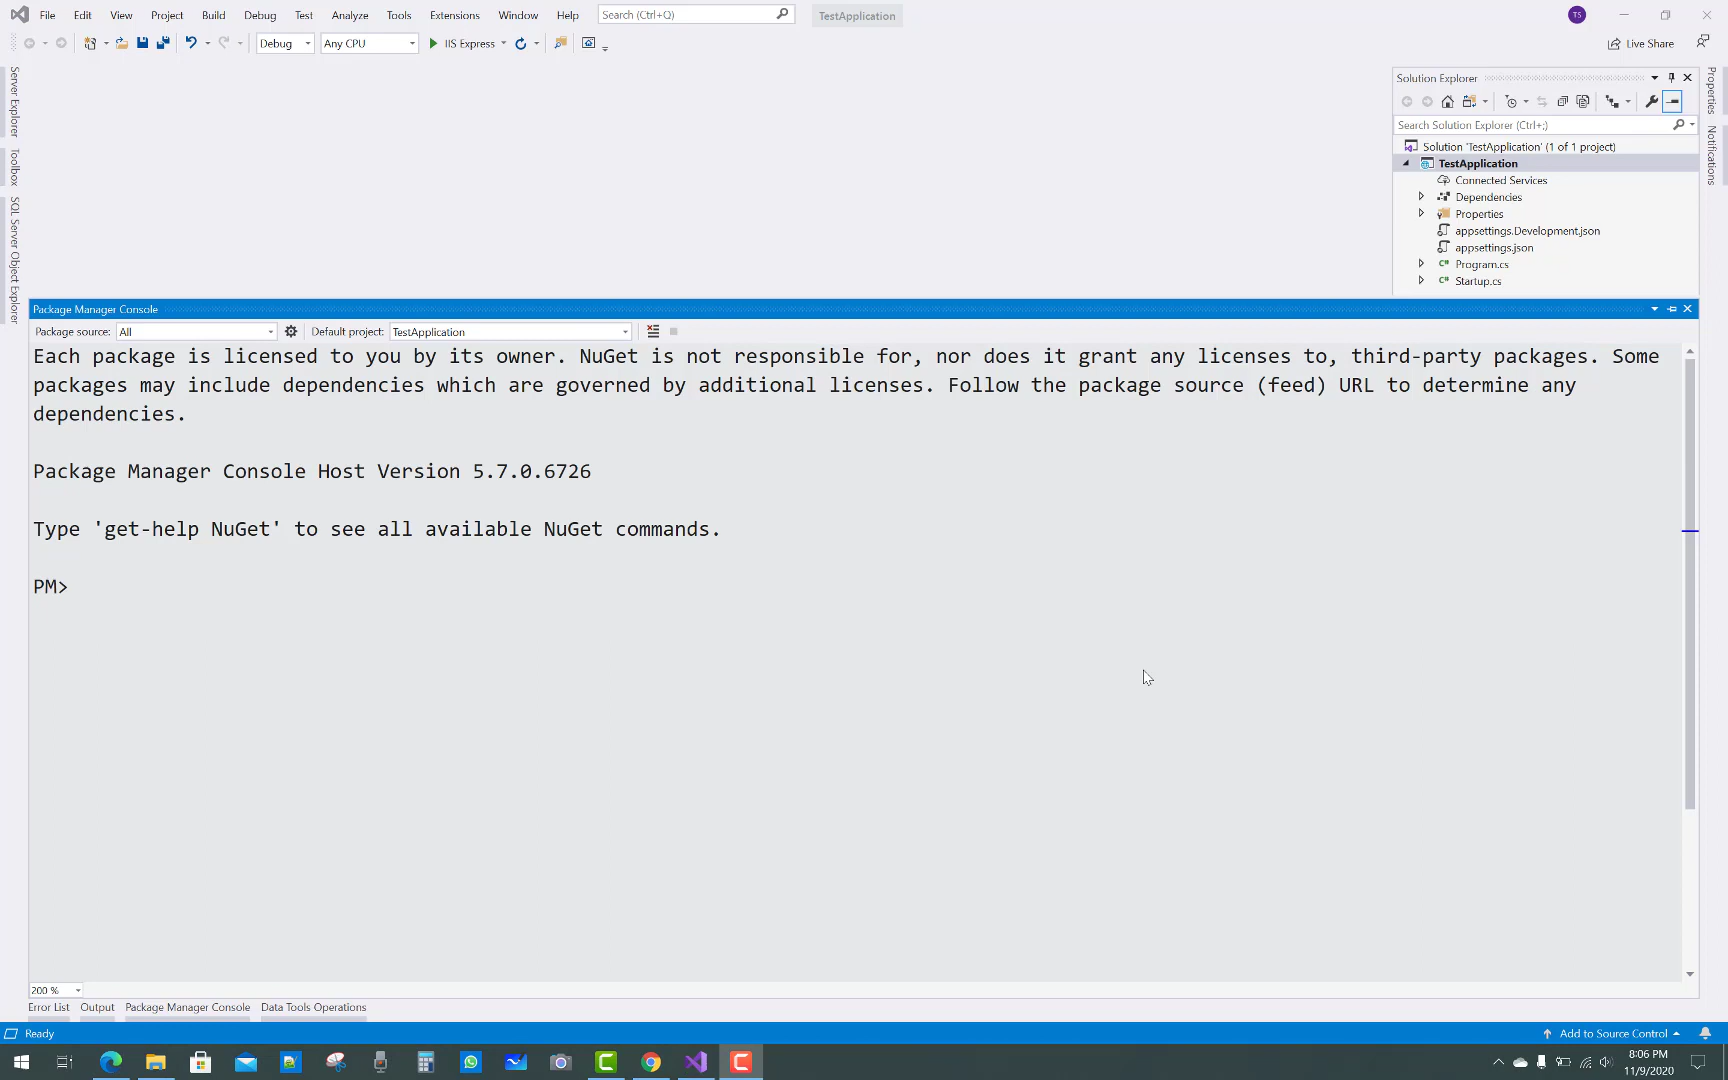 File Edit View Project Build Debug Test Analyze Tools Extensions Window Help Search (Ctrl+Q) TestApplication TS
Debug Any CPU IIS Express Live Share
Server Explorer
Toolbox
SQL Server Object Explorer
Solution Explorer
Search Solution Explorer (Ctrl+;)
Solution 'TestApplication' (1 of 1 project)
TestApplication
Connected Services
Dependencies
Properties
appsettings.Development.json
appsettings.json
C# Program.cs
C# Startup.cs
Properties
Notifications
Package Manager Console
Package source: All Default project: TestApplication
Each package is licensed to you by its owner. NuGet is not responsible for, nor does it grant any licenses to, third-party packages. Some
packages may include dependencies which are governed by additional licenses. Follow the package source (feed) URL to determine any
dependencies.
Package Manager Console Host Version 5.7.0.6726
Type 'get-help NuGet' to see all available NuGet commands.
PM>
200 %
Error List Output Package Manager Console Data Tools Operations
Ready Add to Source Control
8:06 PM
11/9/2020